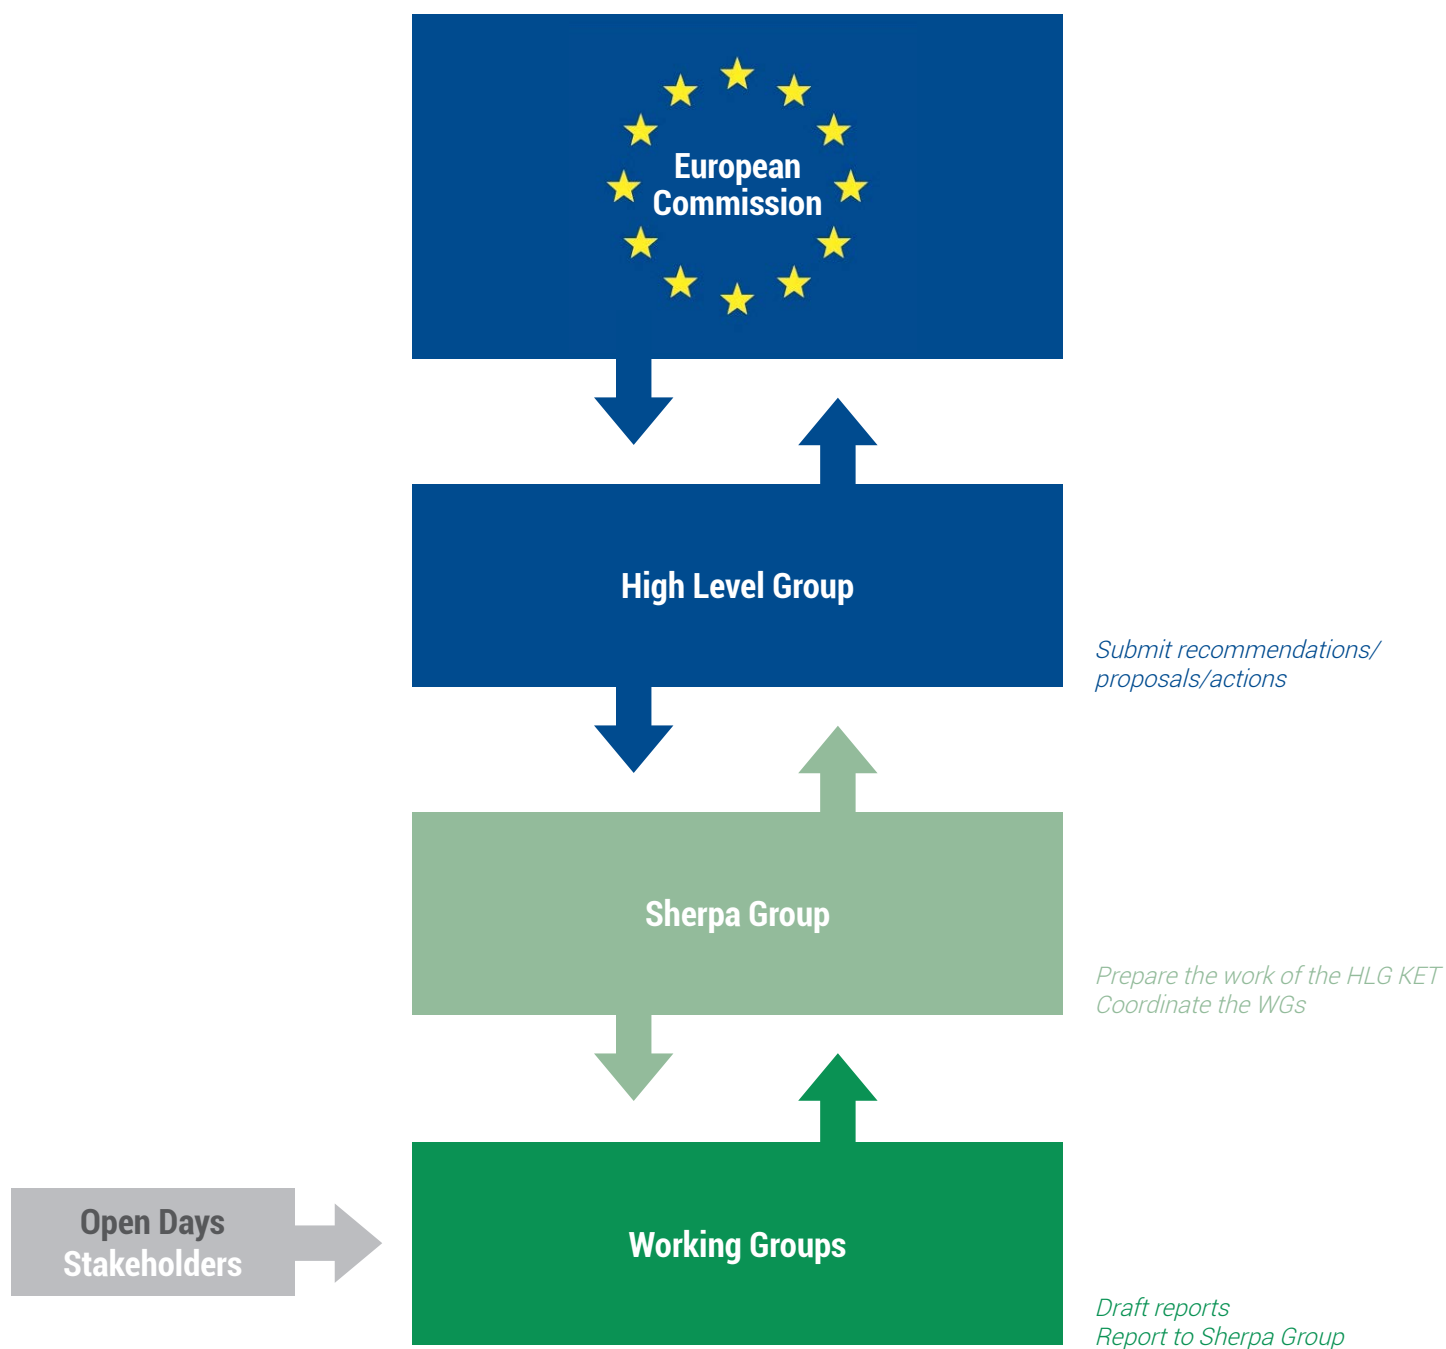 European
Commission
High Level Group
Submit recommendations/
proposals/actions
Sherpa Group
Prepare the work of the HLG KET
Coordinate the WGs
Open Days
Stakeholders
Working Groups
Draft reports
Report to Sherpa Group